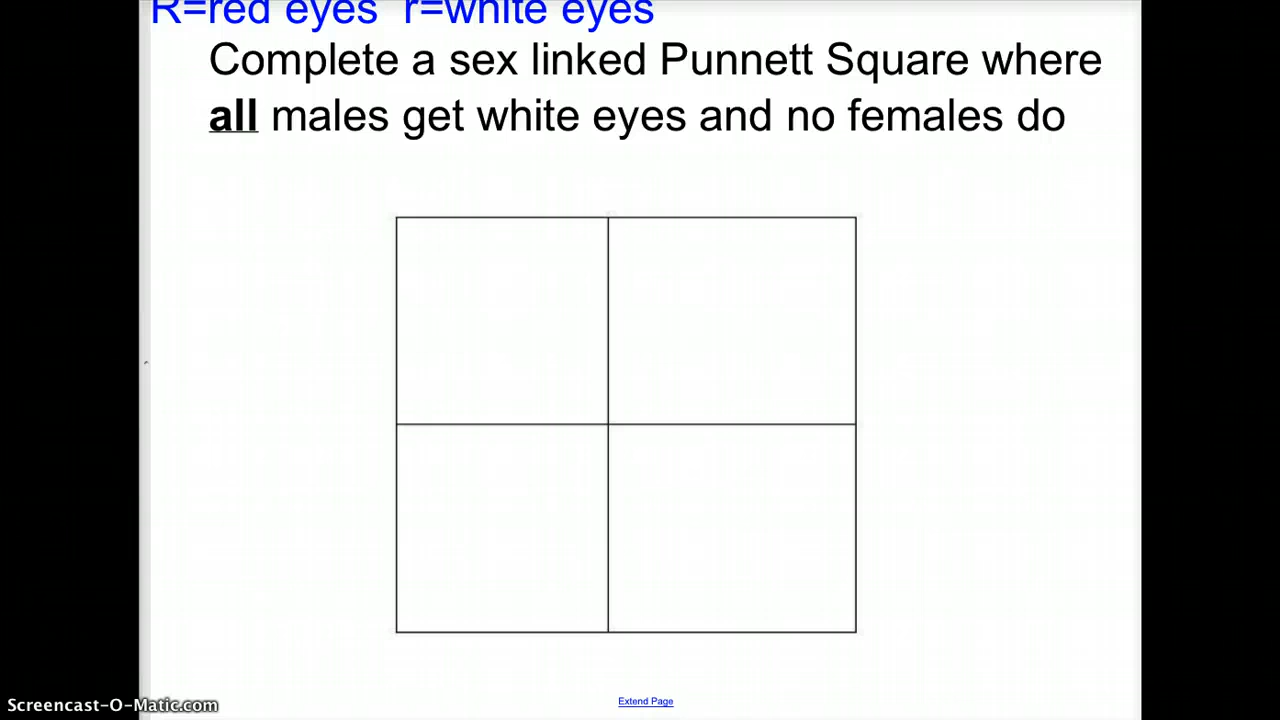 R=red eyes r=white eyes
Complete a sex linked Punnett Square where
all males get white eyes and no females do
Extend Page
Screencast-O-Matic.com